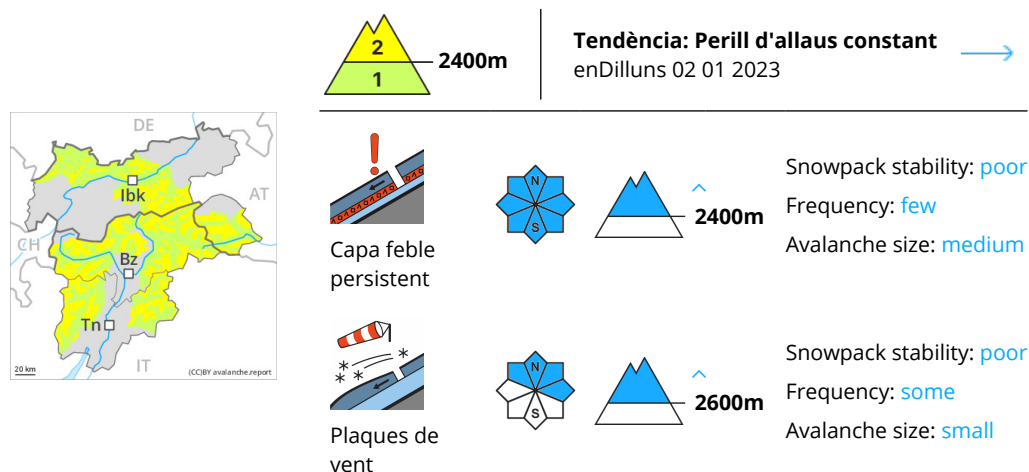 2
1
2400m
Tendència: Perill d'allaus constant
enDilluns 02 01 2023
DE
Ibk
AT
CH
Bz
Tn
IT
20 km
(CC)BY avalanche.report
Capa feble
persistent
N
S
2400m
Snowpack stability: poor
Frequency: few
Avalanche size: medium
Plaques de
vent
N
S
2600m
Snowpack stability: poor
Frequency: some
Avalanche size: small